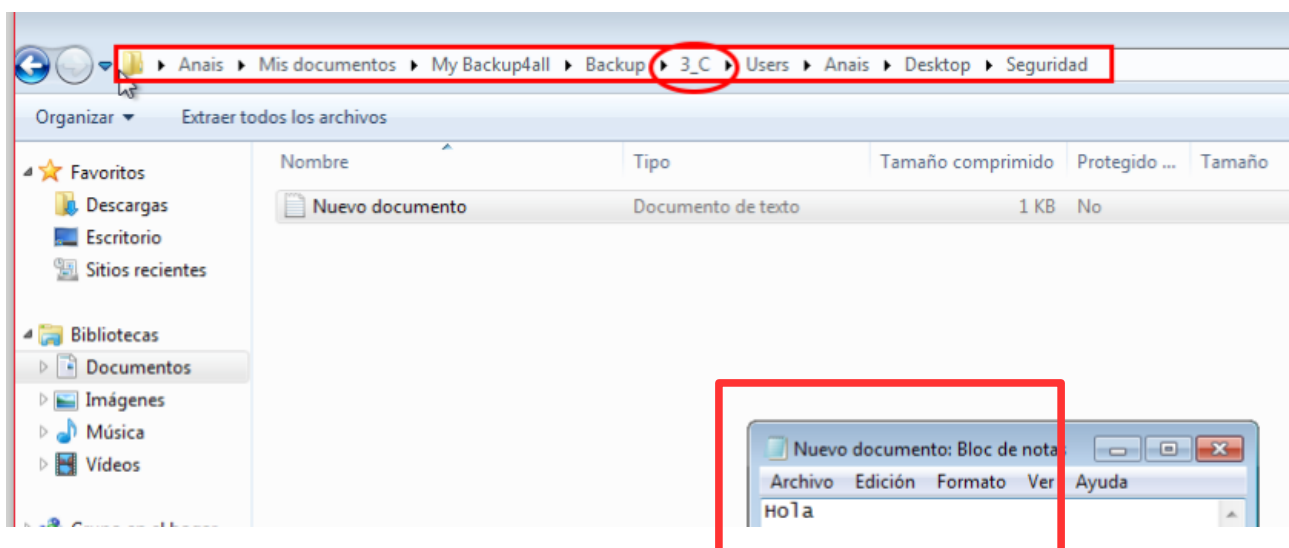 Anais Mis documentos My Backup4all Backup 3_C Users Anais Desktop Seguridad
Organizar Extraer todos los archivos
Nombre Tipo Tamaño comprimido Protegido ... Tamaño
Nuevo documento Documento de texto 1 KB No
Favoritos
Descargas
Escritorio
Sitios recientes
Bibliotecas
Documentos
Imágenes
Música
Vídeos
Nuevo documento: Bloc de notas
Archivo Edición Formato Ver Ayuda
Hola